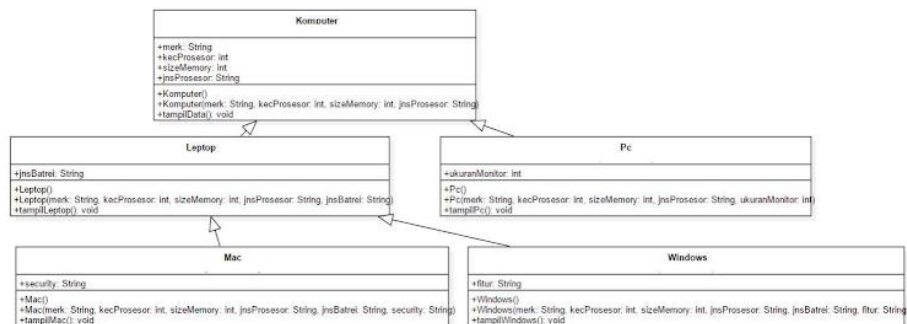 Komputer
+merk: String
+kecProsesor: int
+sizeMemory: int
+jnsProsesor: String
+Komputer()
+Komputer(merk: String, kecProsesor: int, sizeMemory: int, jnsProsesor: String)
+tampilData(): void
Leptop
+jnsBatrei: String
+Leptop()
+Leptop(merk: String, kecProsesor: int, sizeMemory: int, jnsProsesor: String, jnsBatrei: String)
+tampilLeptop(): void
Pc
+ukuranMonitor: int
+Pc()
+Pc(merk: String, kecProsesor: int, sizeMemory: int, jnsProsesor: String, ukuranMonitor: int)
+tampilPc(): void
Mac
+security: String
+Mac()
+Mac(merk: String, kecProsesor: int, sizeMemory: int, jnsProsesor: String, jnsBatrei: String, security: String)
+tampilMac(): void
Windows
+fitur: String
+Windows()
+Windows(merk: String, kecProsesor: int, sizeMemory: int, jnsProsesor: String, jnsBatrei: String, fitur: String
+tampilWindows(): void